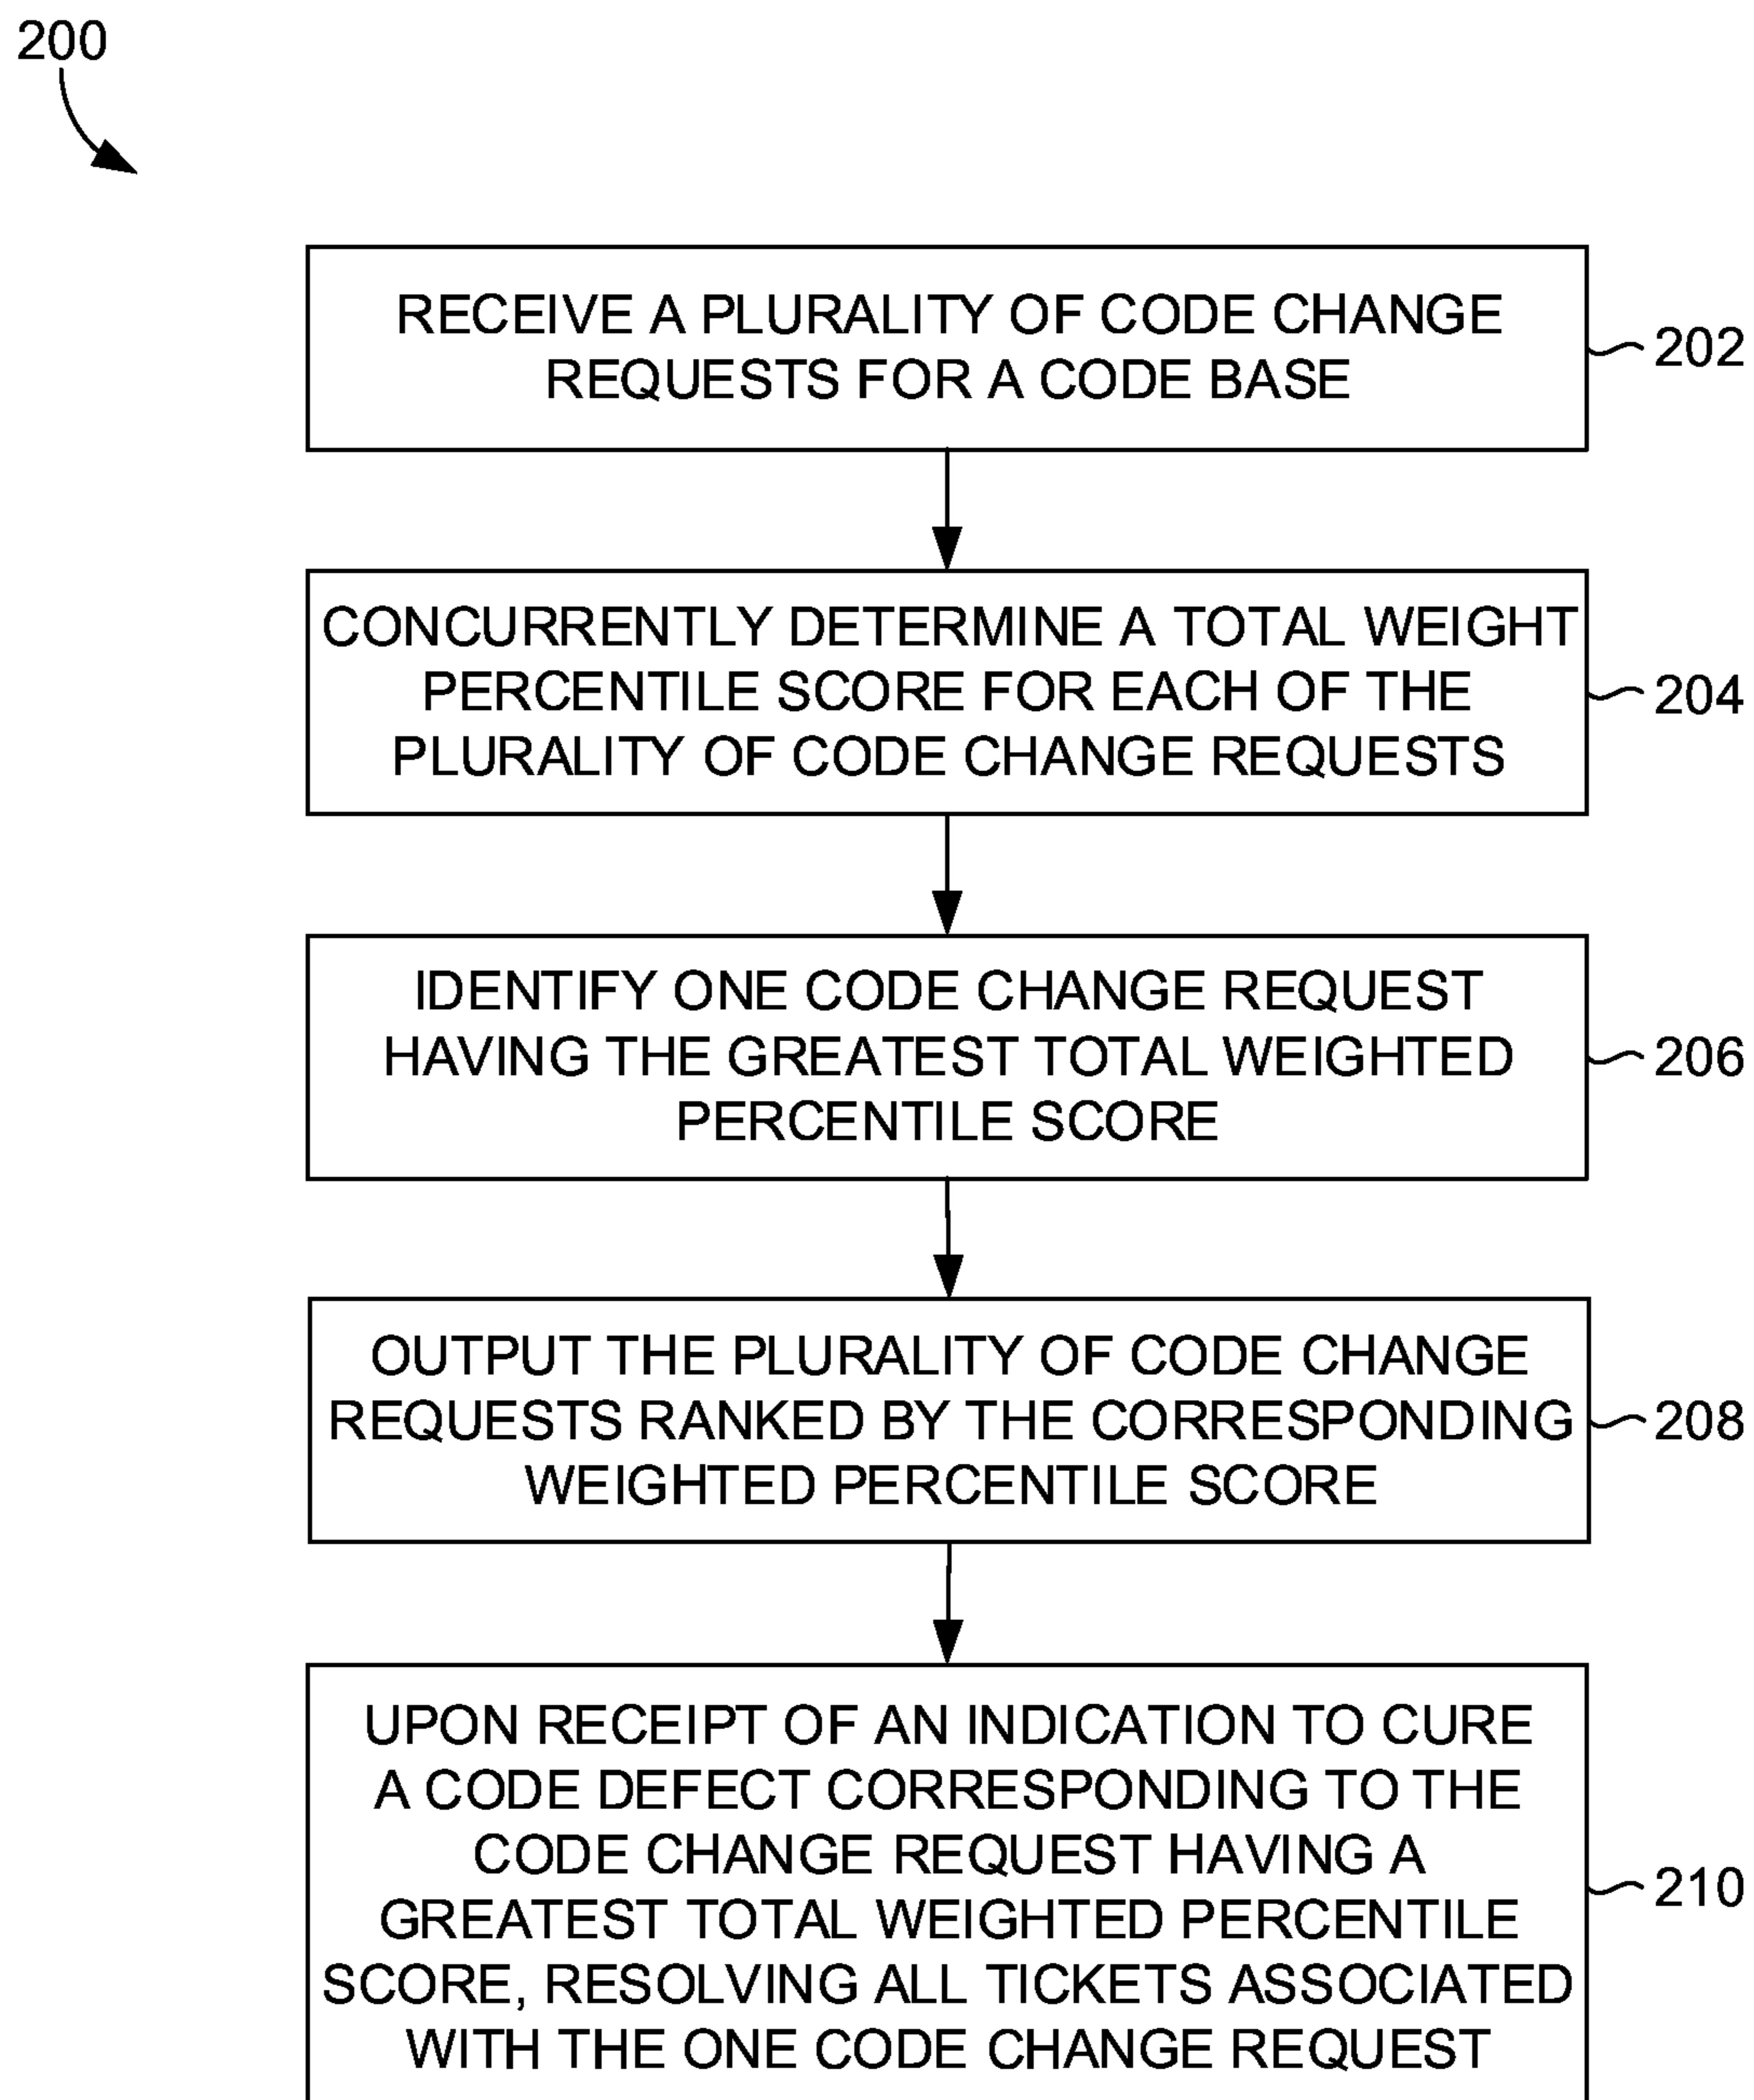 200
RECEIVE A PLURALITY OF CODE CHANGE
REQUESTS FOR A CODE BASE
202
CONCURRENTLY DETERMINE A TOTAL WEIGHT
PERCENTILE SCORE FOR EACH OF THE
PLURALITY OF CODE CHANGE REQUESTS
204
IDENTIFY ONE CODE CHANGE REQUEST
HAVING THE GREATEST TOTAL WEIGHTED
PERCENTILE SCORE
206
OUTPUT THE PLURALITY OF CODE CHANGE
REQUESTS RANKED BY THE CORRESPONDING
WEIGHTED PERCENTILE SCORE
208
UPON RECEIPT OF AN INDICATION TO CURE
A CODE DEFECT CORRESPONDING TO THE
CODE CHANGE REQUEST HAVING A
GREATEST TOTAL WEIGHTED PERCENTILE
SCORE, RESOLVING ALL TICKETS ASSOCIATED
WITH THE ONE CODE CHANGE REQUEST
210